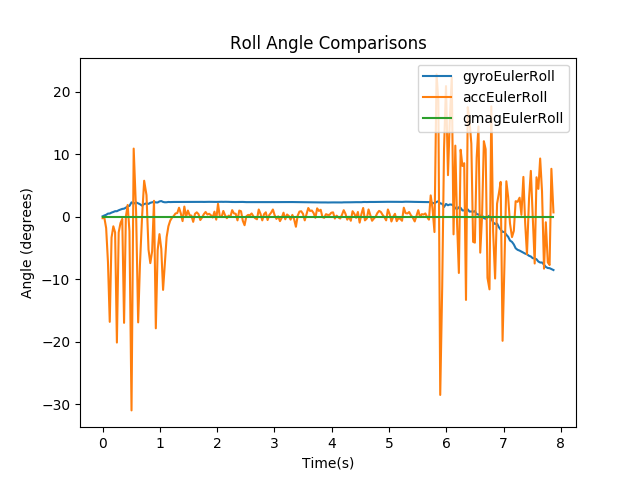 Roll Angle Comparisons
gyroEulerRoll
accEulerRoll
gmagEulerRoll
Angle (degrees)
20
10
0
−10
−20
−30
0 1 2 3 4 5 6 7 8
Time(s)